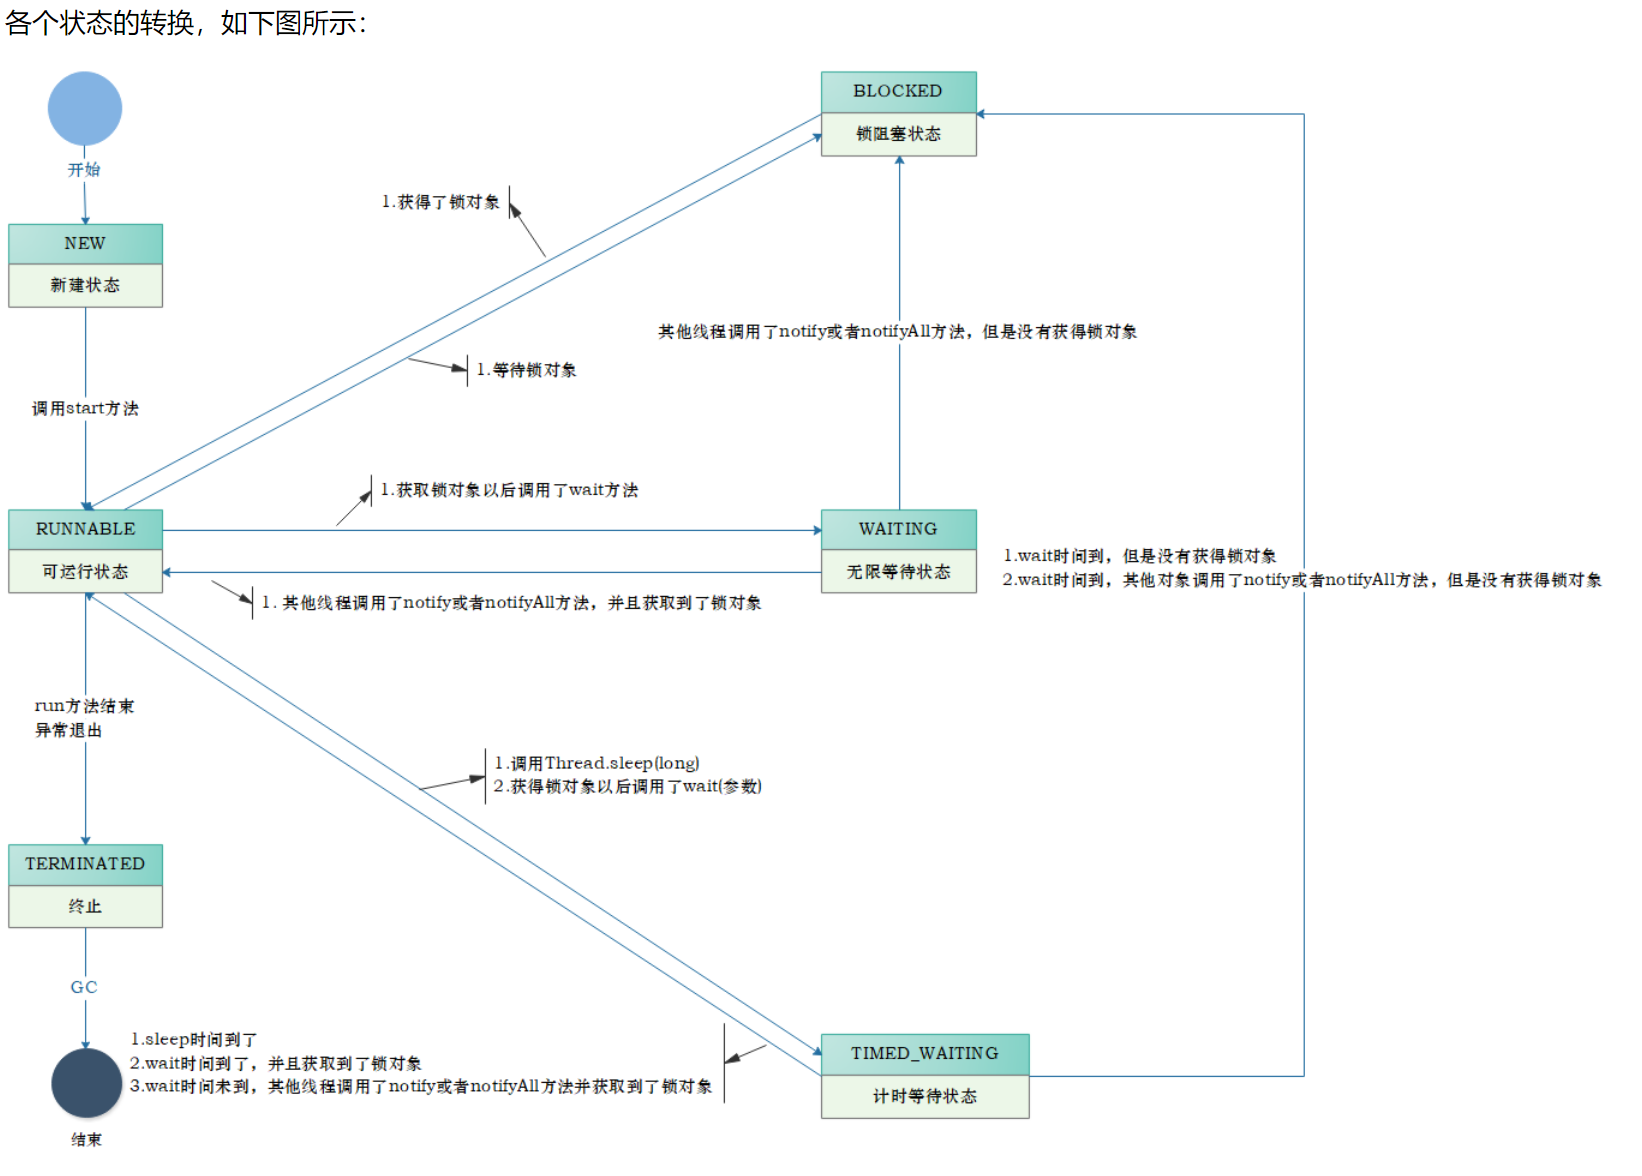 各个状态的转换，如下图所示：
开始
NEW
新建状态
调用start方法
RUNNABLE
可运行状态
run方法结束
异常退出
TERMINATED
终止
GC
结束
BLOCKED
锁阻塞状态
1.获得了锁对象
1.等待锁对象
其他线程调用了notify或者notifyAll方法，但是没有获得锁对象
1.获取锁对象以后调用了wait方法
WAITING
无限等待状态
1. 其他线程调用了notify或者notifyAll方法，并且获取到了锁对象
1.wait时间到，但是没有获得锁对象
2.wait时间到，其他对象调用了notify或者notifyAll方法，但是没有获得锁对象
1.调用Thread.sleep(long)
2.获得锁对象以后调用了wait(参数)
1.sleep时间到了
2.wait时间到了，并且获取到了锁对象
3.wait时间未到，其他线程调用了notify或者notifyAll方法并获取到了锁对象
TIMED_WAITING
计时等待状态